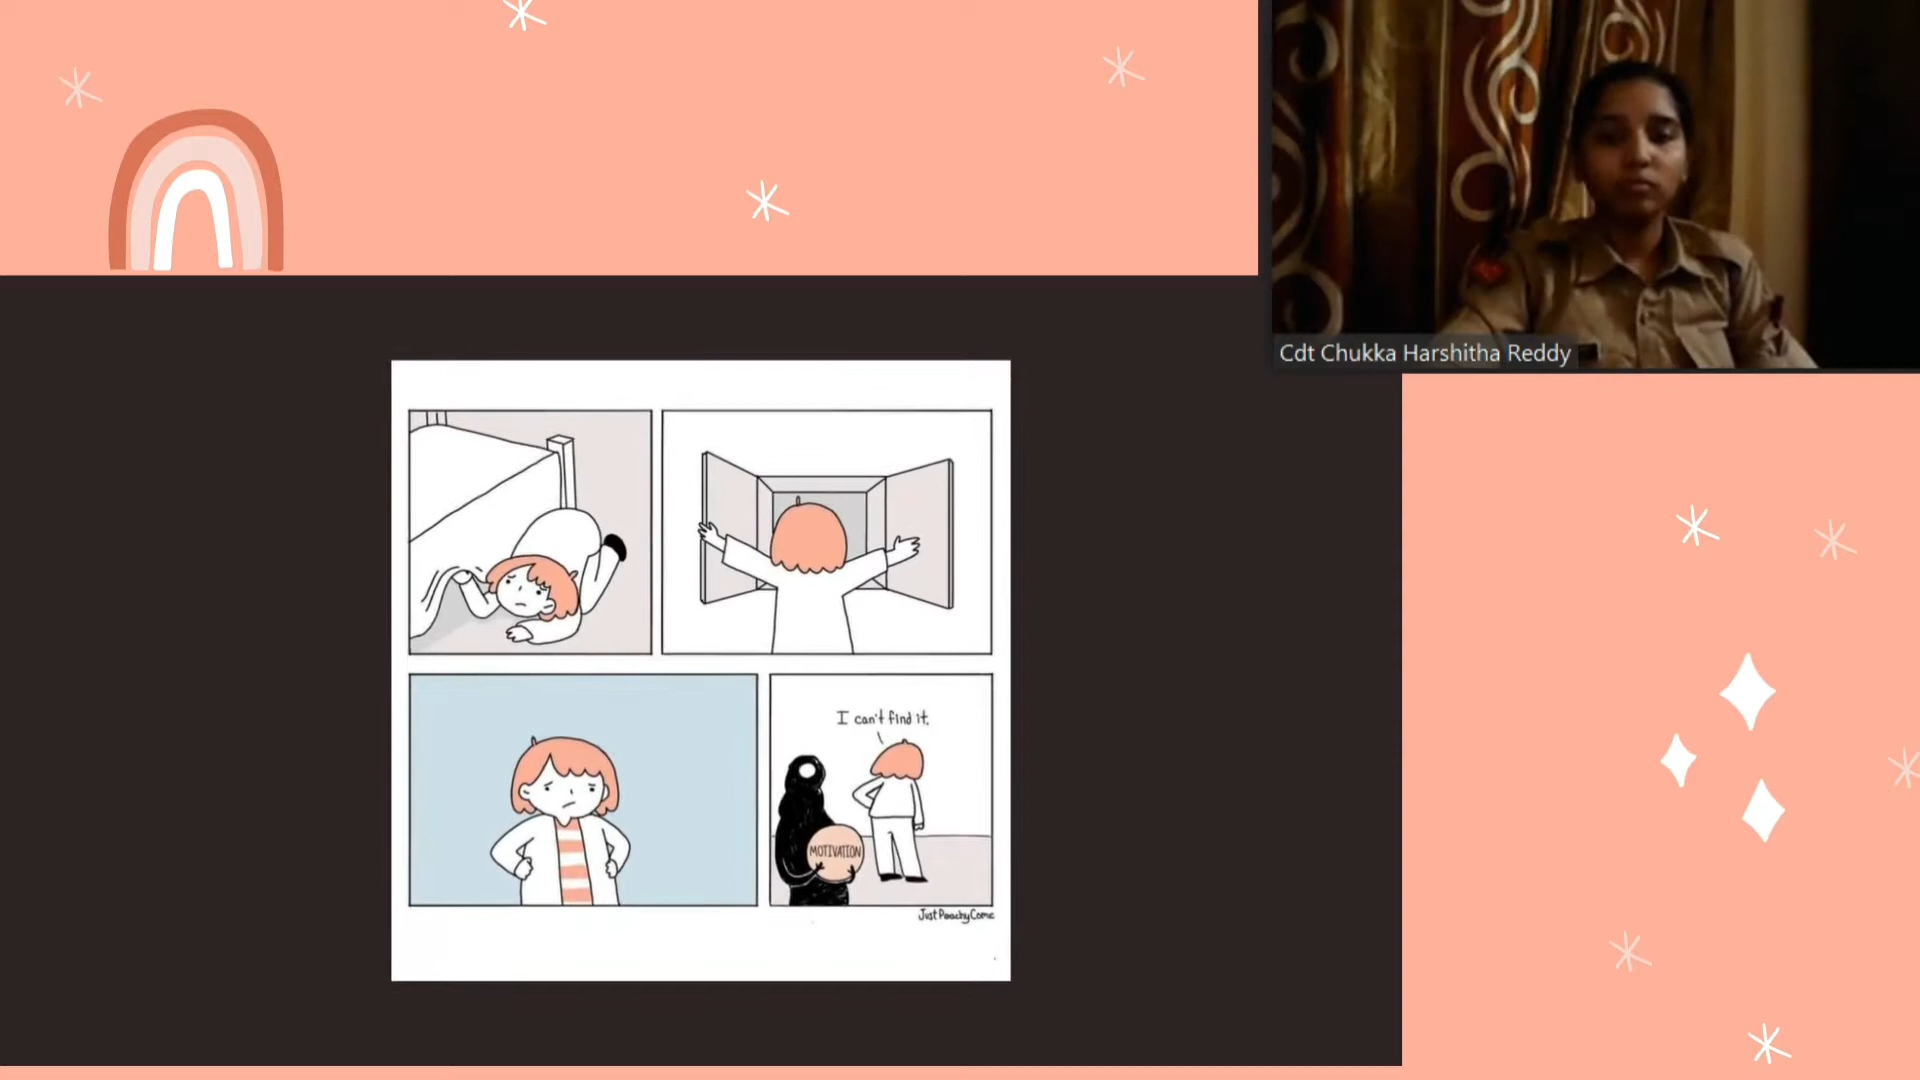 Cdt Chukka Harshitha Reddy
I can't find it.
MOTIVATION
JustPeachyComic